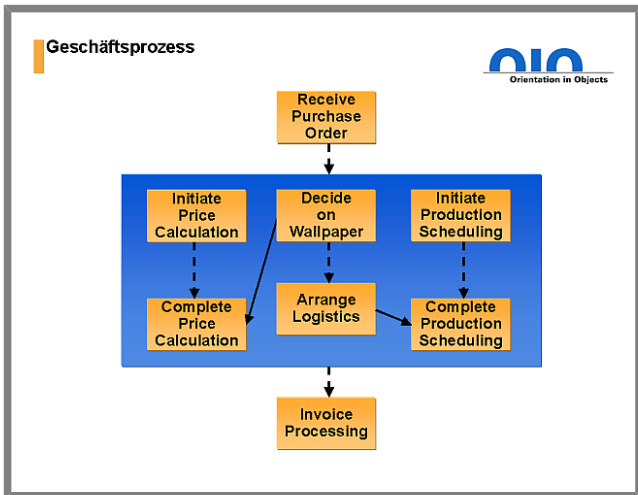 Geschäftsprozess
OIO
Orientation in Objects
Receive
Purchase
Order
Initiate
Price
Calculation
Decide
on
Wallpaper
Initiate
Production
Scheduling
Complete
Price
Calculation
Arrange
Logistics
Complete
Production
Scheduling
Invoice
Processing